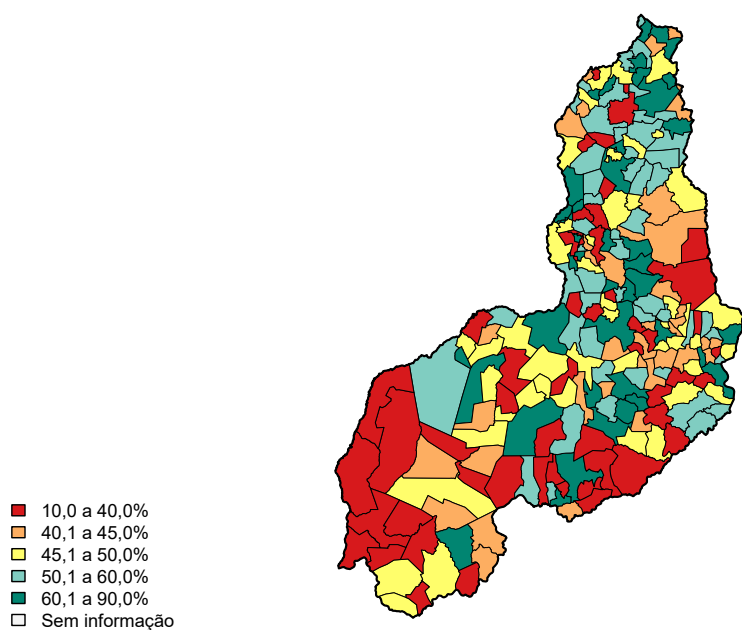 10,0 a 40,0%
40,1 a 45,0%
45,1 a 50,0%
50,1 a 60,0%
60,1 a 90,0%
Sem informação